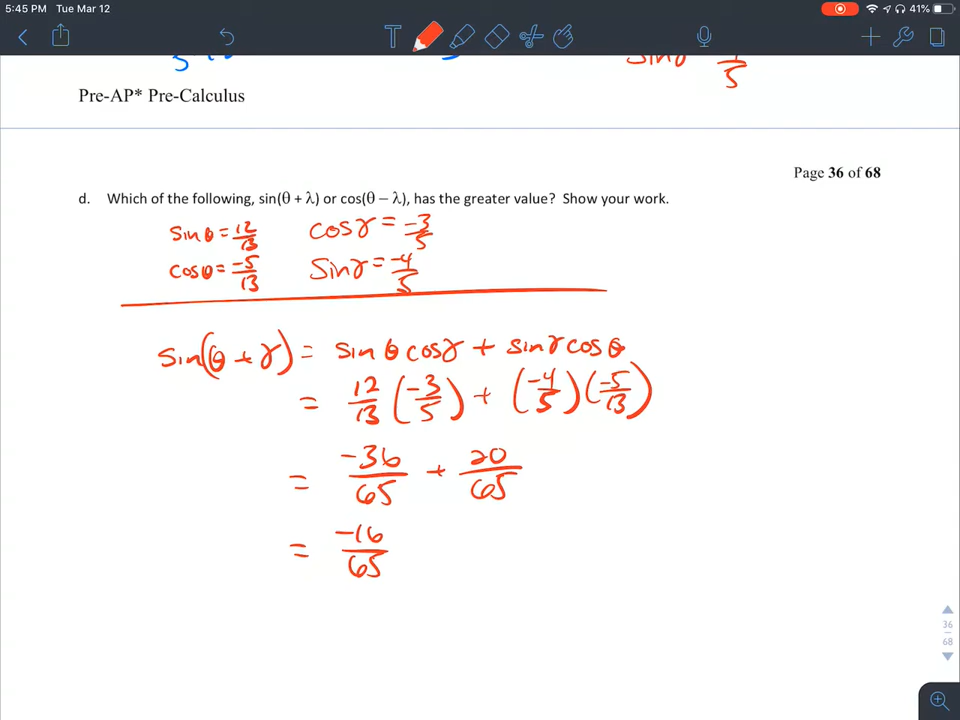 5:45 PM Tue Mar 12 41%
T
Pre-AP* Pre-Calculus
Page 36 of 68
d. Which of the following, sin(θ + λ) or cos(θ − λ), has the greater value? Show your work.
sinθ = 12/13 cosγ = -3/5
cosθ = -5/13 sinγ = -4/5
sin(θ + γ) = sinθ cosγ + sinγ cosθ
= 12/13 (-3/5) + (-4/5)(-5/13)
= -36/65 + 20/65
= -16/65
36
68